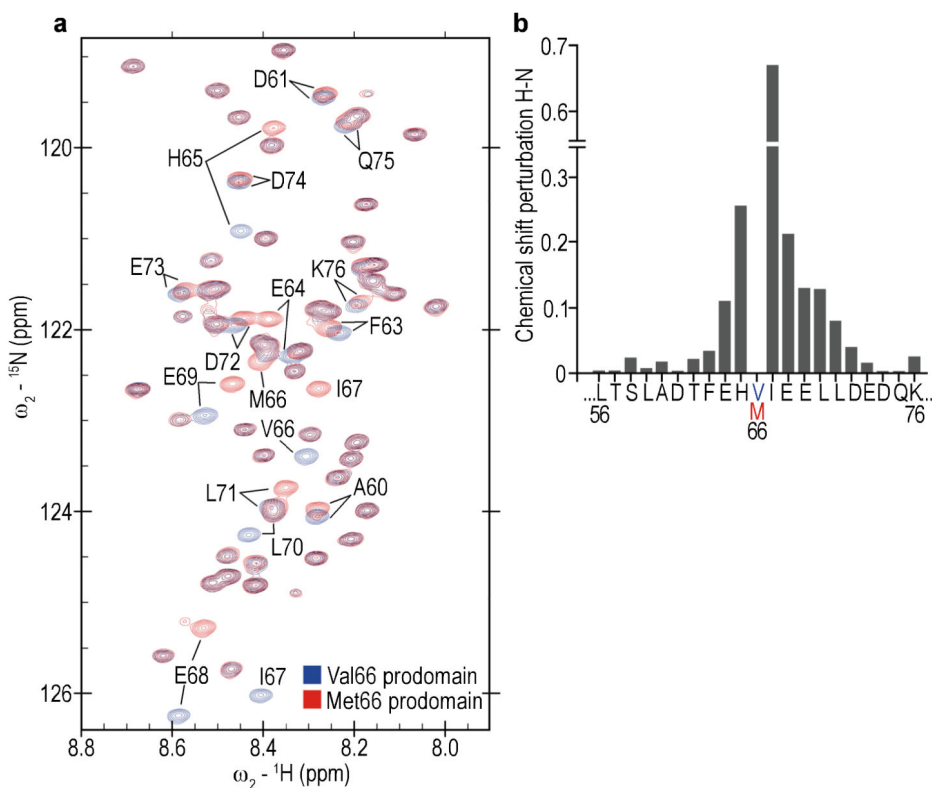 a
b
D61
H65
Q75
D74
E73
E64
K76
F63
D72
E69
M66
I67
V66
L71
A60
L70
E68
I67
Val66 prodomain
Met66 prodomain
120
122
124
126
8.8
8.6
8.4
8.2
8.0
ω2 - 15N (ppm)
ω2 - 1H (ppm)
Chemical shift perturbation H-N
0.7
0.6
0.3
0.2
0.1
0
...LTSLADTFEHVIEELLDEDQK...
M
56
66
76